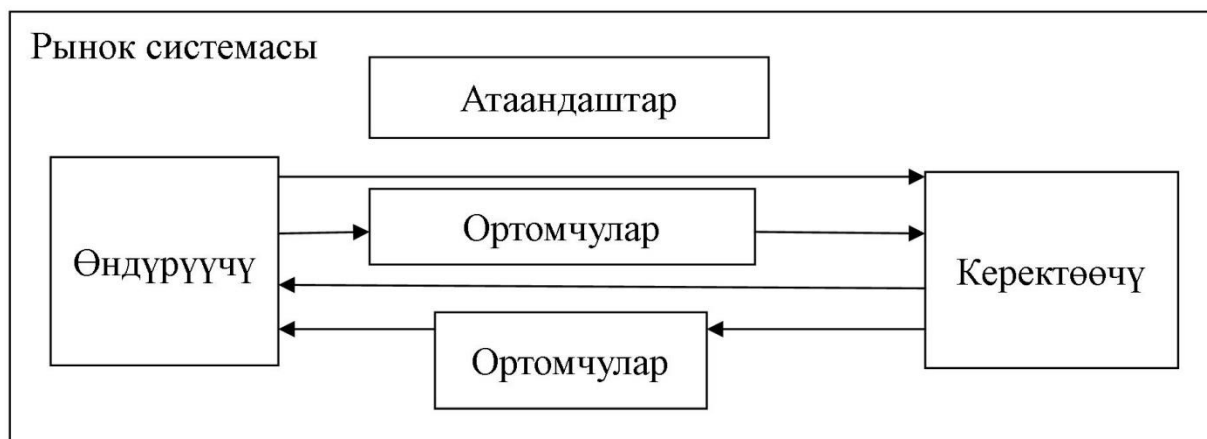 Рынок системасы
Атаандаштар
Өндүрүүчү
Ортомчулар
Керектөөчү
Ортомчулар